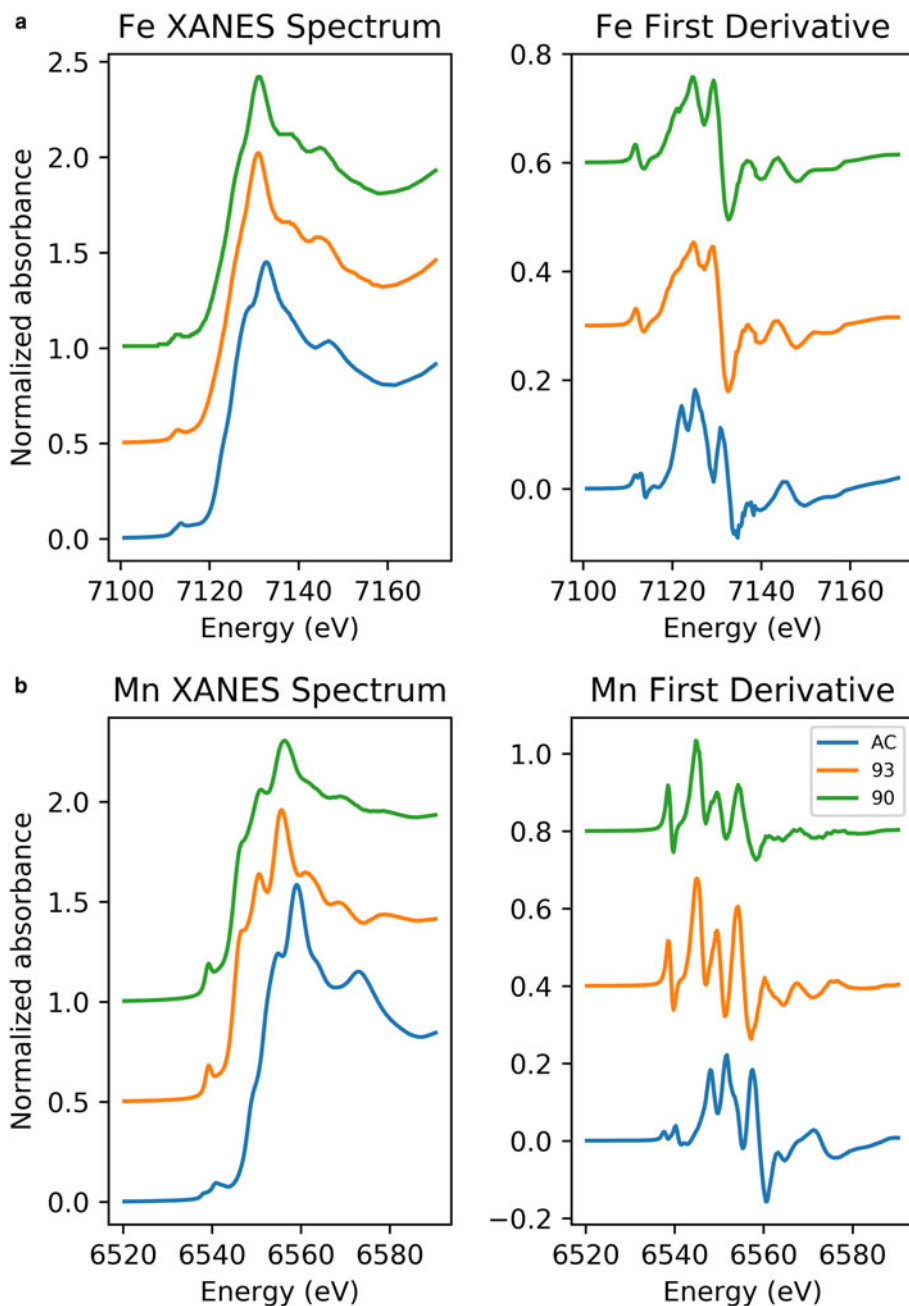 a
Fe XANES Spectrum
Fe First Derivative
2.5
2.0
1.5
1.0
0.5
0.0
Normalized absorbance
7100 7120 7140 7160
Energy (eV)
0.8
0.6
0.4
0.2
0.0
7100 7120 7140 7160
Energy (eV)
b
Mn XANES Spectrum
Mn First Derivative
2.0
1.5
1.0
0.5
0.0
Normalized absorbance
6520 6540 6560 6580
Energy (eV)
1.0
0.8
0.6
0.4
0.2
0.0
−0.2
AC
93
90
6520 6540 6560 6580
Energy (eV)